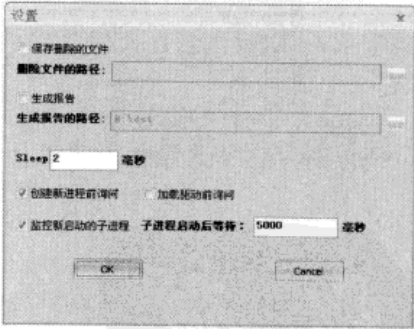 设置
保存删除的文件
删除文件的路径：
生成报告
生成报告的路径：
Sleep 2 毫秒
创建新进程前询问 加载驱动前询问
监控新启动的子进程 子进程启动后等待： 5000 毫秒
OK Cancel